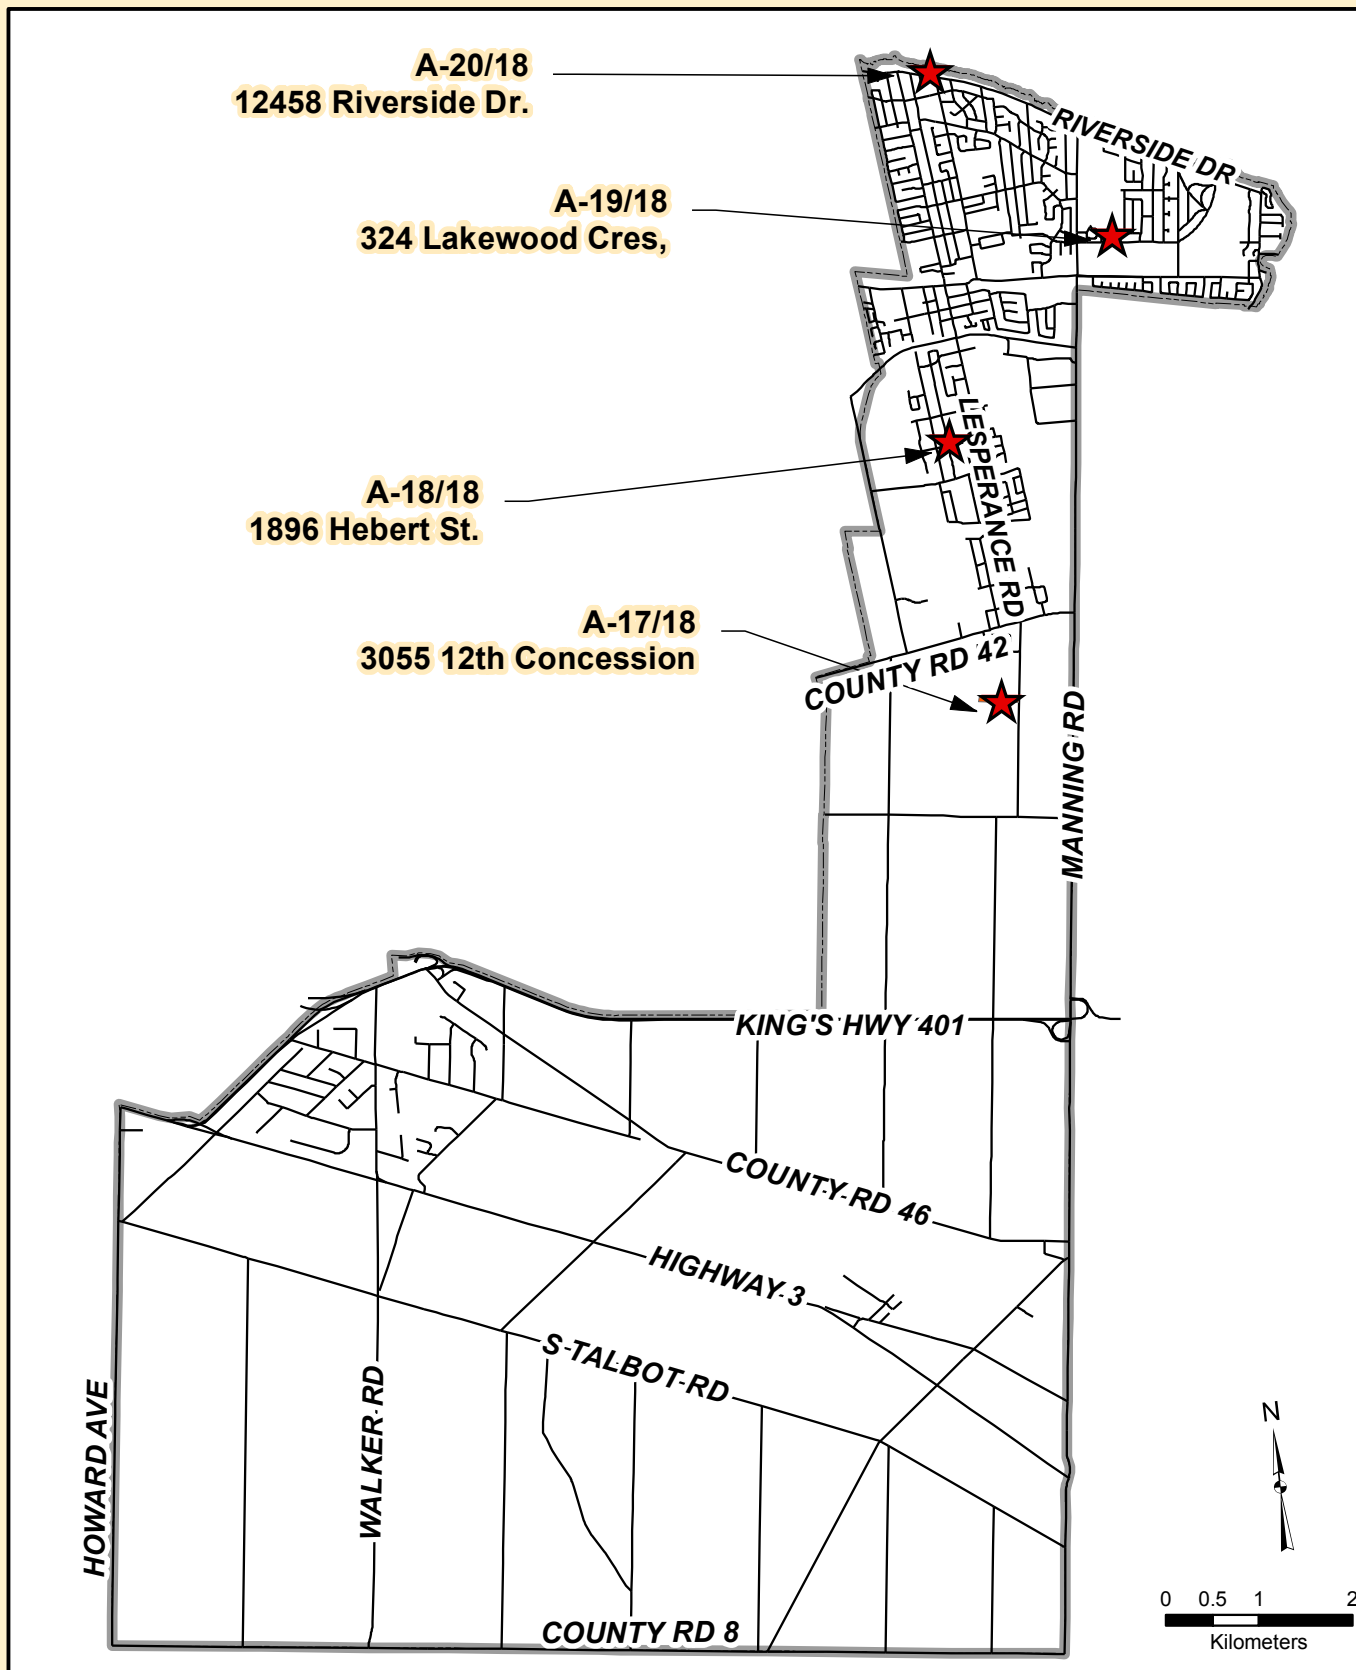 A-20/18
12458 Riverside Dr.
RIVERSIDE DR
A-19/18
324 Lakewood Cres,
LESPERANCE RD
A-18/18
1896 Hebert St.
A-17/18
3055 12th Concession
COUNTY RD 42
MANNING RD
KING'S HWY 401
COUNTY RD 46
HIGHWAY 3
S TALBOT RD
WALKER RD
HOWARD AVE
COUNTY RD 8
N
0 0.5 1 2
Kilometers